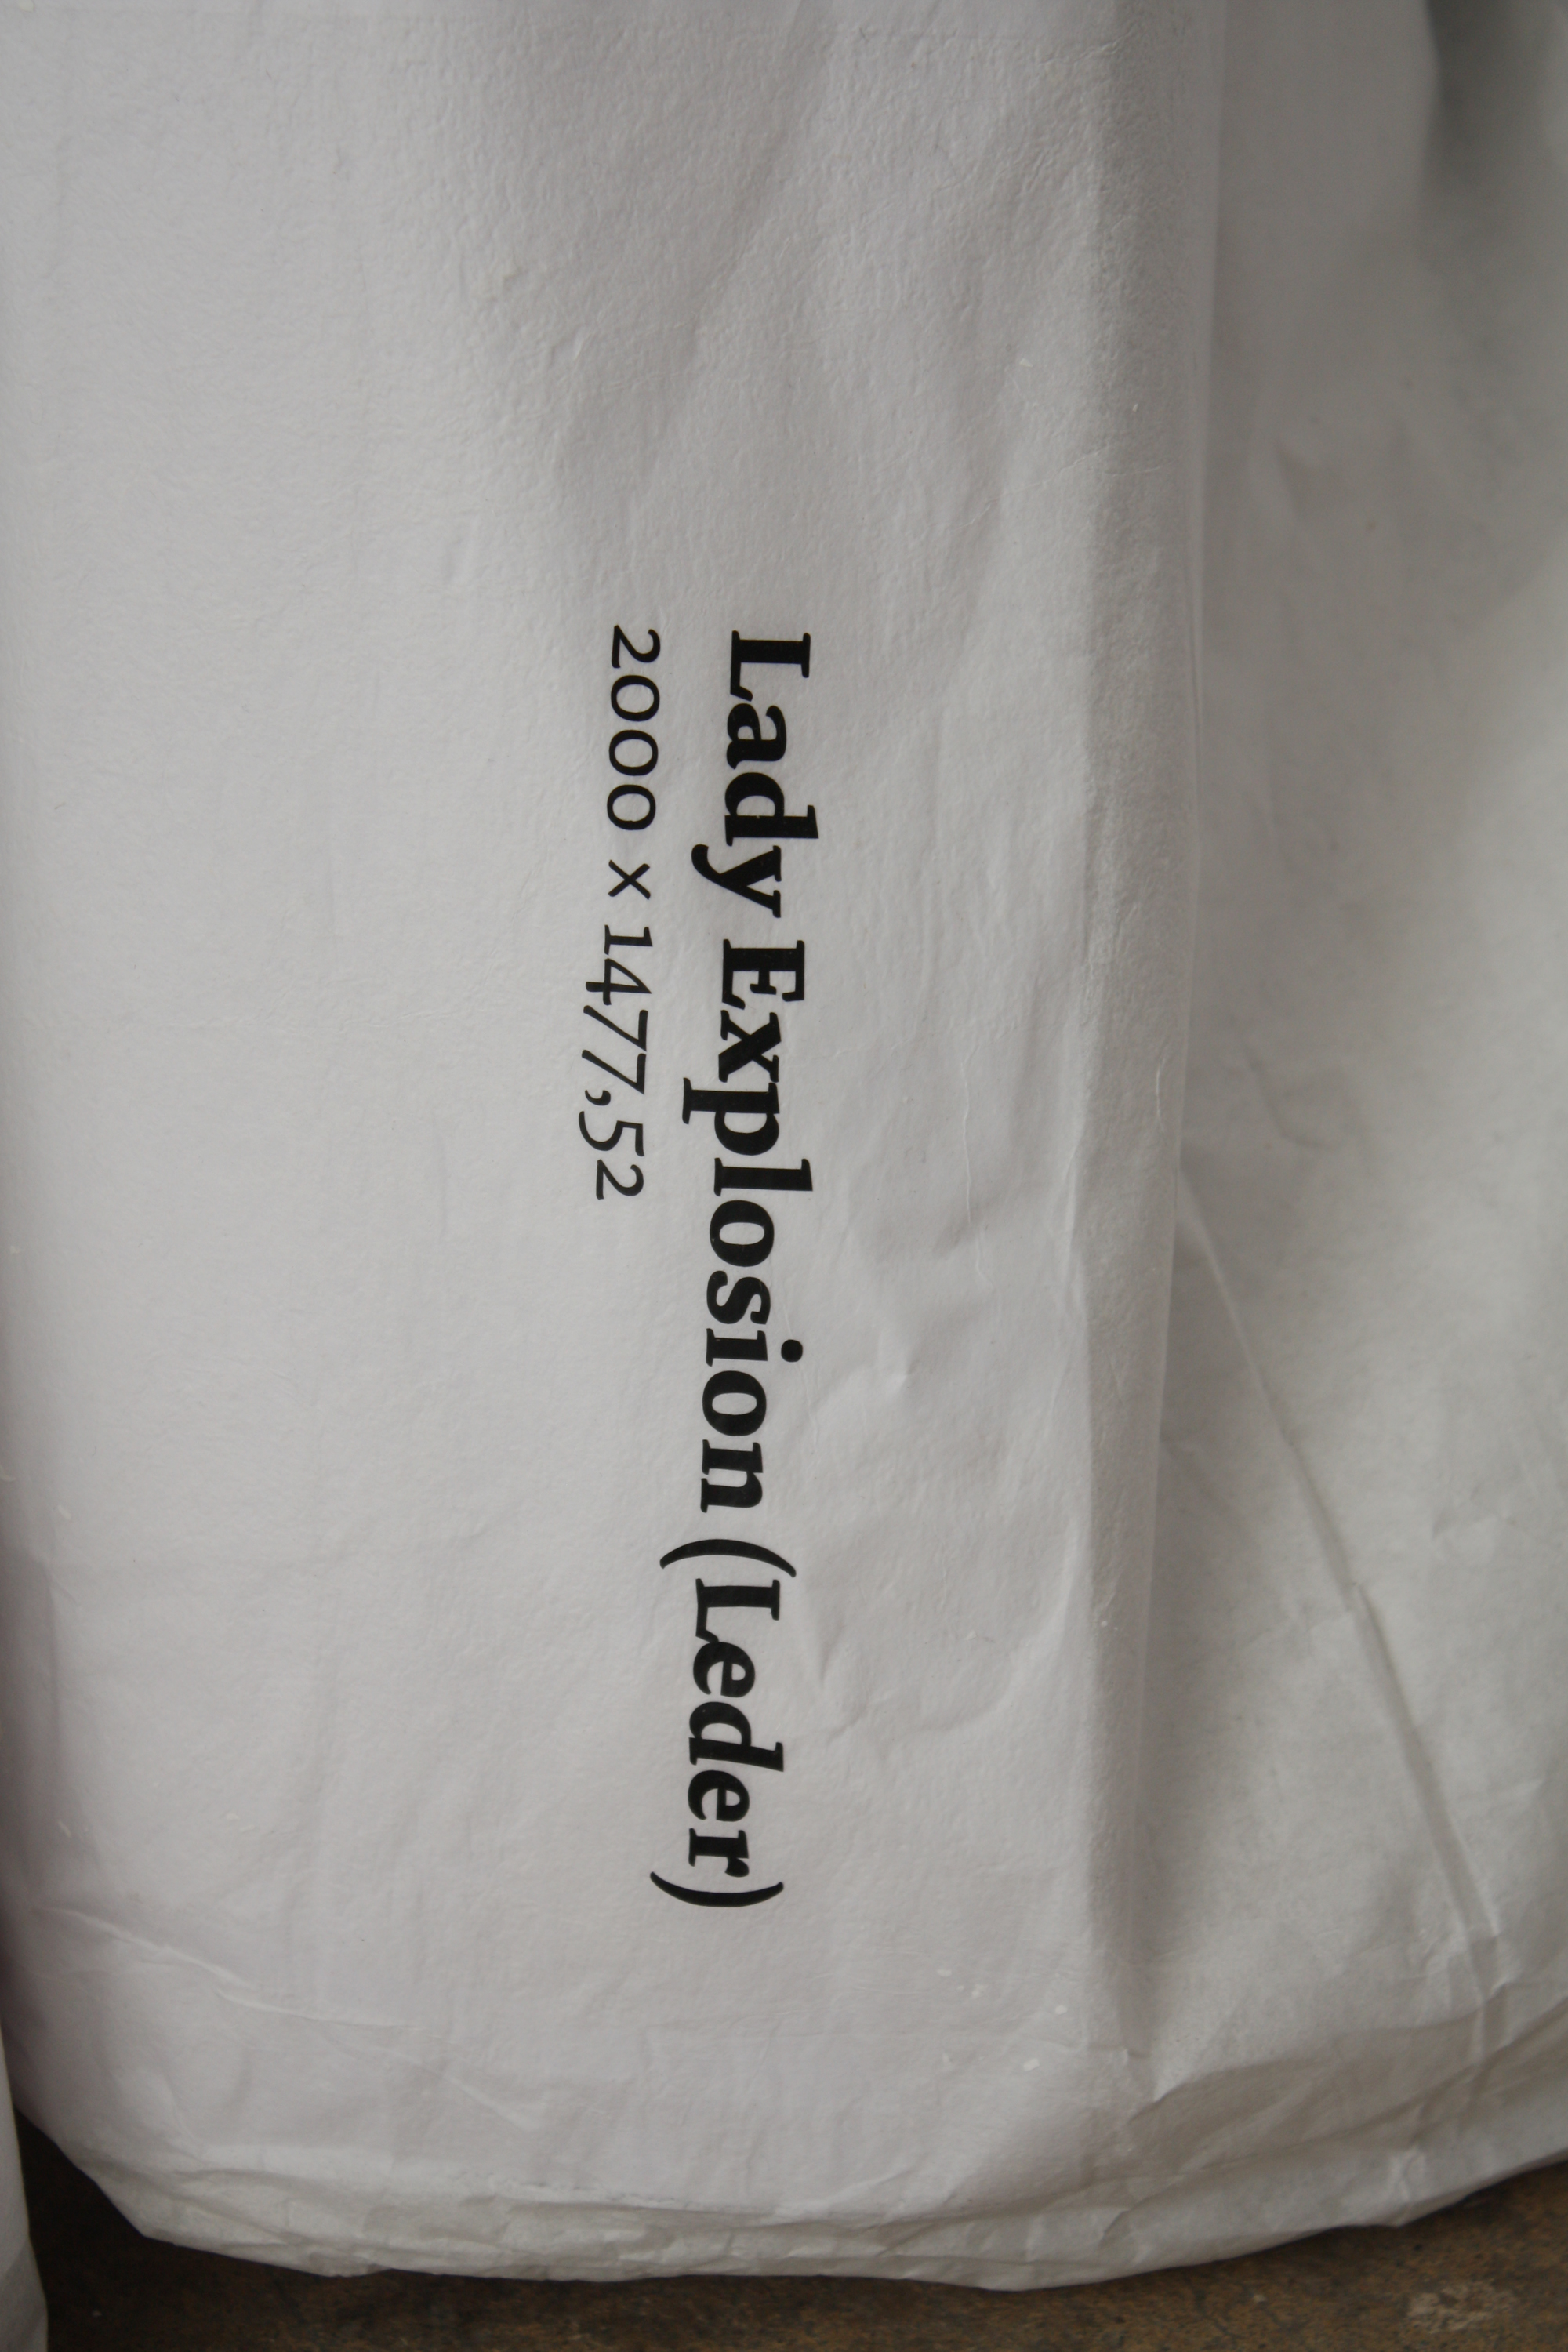 Lady Explosion (Leder)
2000 x 1477,52